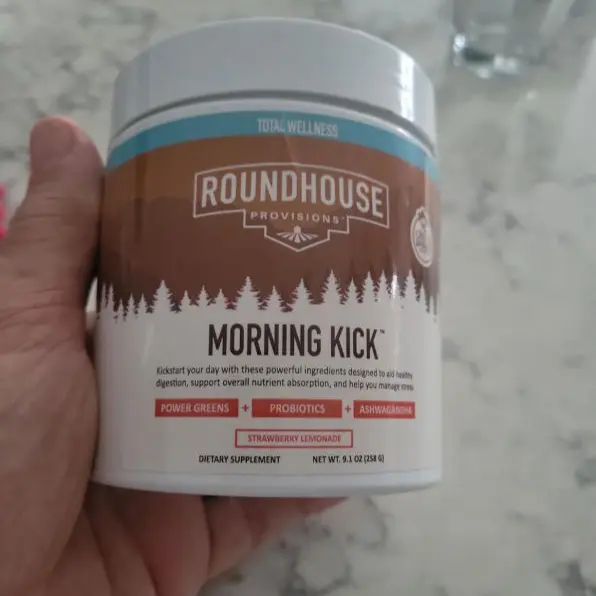 TOTAL WELLNESS
ROUNDHOUSE
PROVISIONS™
MORNING KICK™
Kickstart your day with these powerful ingredients designed to aid healthy
digestion, support overall nutrient absorption, and help you manage stress
POWER GREENS + PROBIOTICS + ASHWAGANDHA
STRAWBERRY LEMONADE
DIETARY SUPPLEMENT NET WT. 9.1 OZ (258 G)